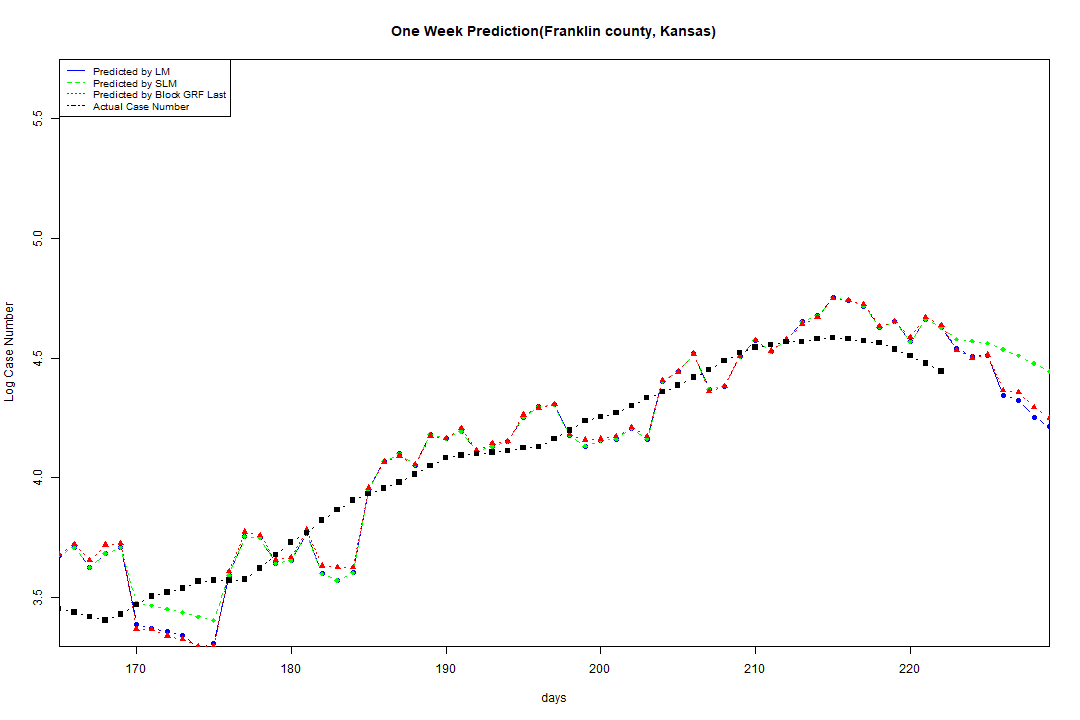 One Week Prediction(Franklin county, Kansas)
Predicted by LM
Predicted by SLM
Predicted by Block GRF Last
Actual Case Number
5.5
5.0
4.5
4.0
3.5
Log Case Number
170 180 190 200 210 220
days